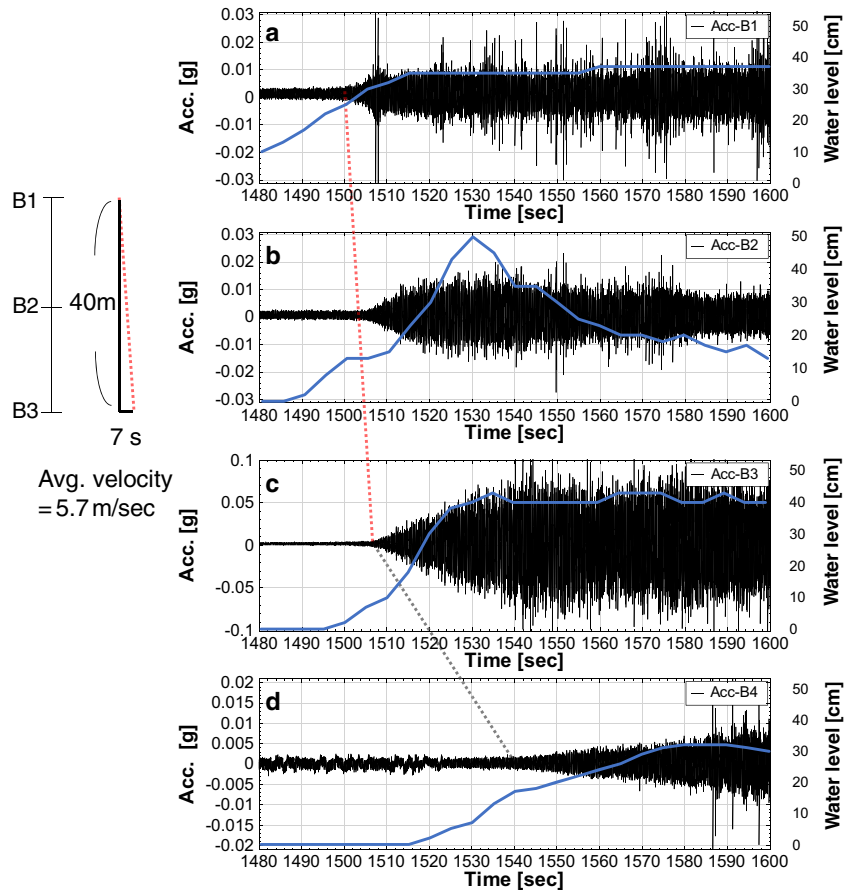 a
Acc-B1
Acc. [g]
0.03
0.02
0.01
0
-0.01
-0.02
-0.03
50
40
30
20
10
0
Water level [cm]
1480 1490 1500 1510 1520 1530 1540 1550 1560 1570 1580 1590 1600
Time [sec]
b
Acc-B2
Acc. [g]
0.03
0.02
0.01
0
-0.01
-0.02
-0.03
50
40
30
20
10
0
Water level [cm]
1480 1490 1500 1510 1520 1530 1540 1550 1560 1570 1580 1590 1600
Time [sec]
B1
B2
B3
40m
7 s
Avg. velocity
= 5.7 m/sec
c
Acc-B3
Acc. [g]
0.1
0.05
0
-0.05
-0.1
50
40
30
20
10
0
Water level [cm]
1480 1490 1500 1510 1520 1530 1540 1550 1560 1570 1580 1590 1600
Time [sec]
d
Acc-B4
Acc. [g]
0.02
0.015
0.01
0.005
0
-0.005
-0.01
-0.015
-0.02
50
40
30
20
10
0
Water level [cm]
1480 1490 1500 1510 1520 1530 1540 1550 1560 1570 1580 1590 1600
Time [sec]